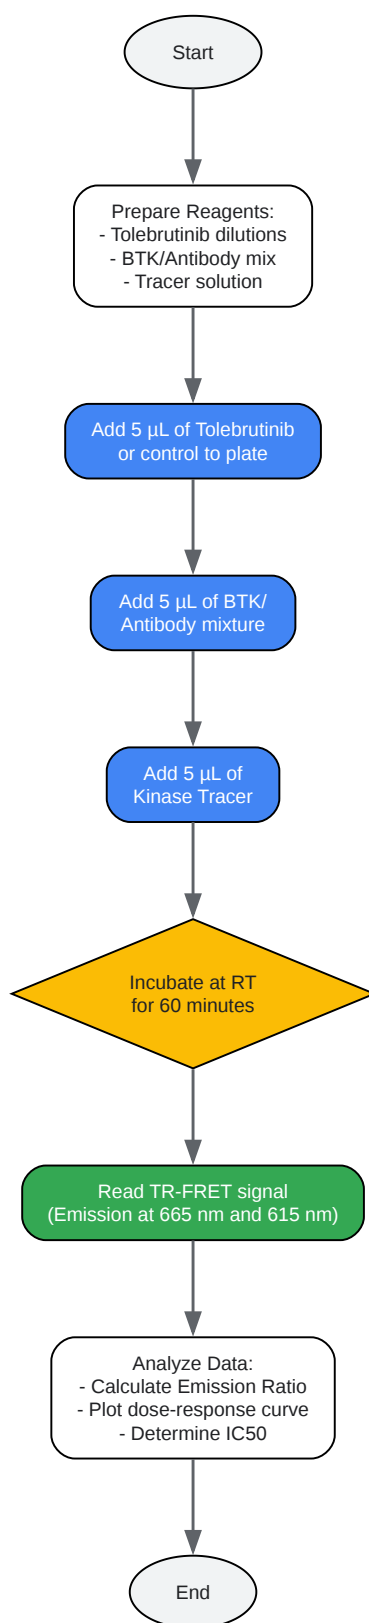 Start
Prepare Reagents:
- Tolebrutinib dilutions
- BTK/Antibody mix
- Tracer solution
Add 5 µL of Tolebrutinib
or control to plate
Add 5 µL of BTK/
Antibody mixture
Add 5 µL of
Kinase Tracer
Incubate at RT
for 60 minutes
Read TR-FRET signal
(Emission at 665 nm and 615 nm)
Analyze Data:
- Calculate Emission Ratio
- Plot dose-response curve
- Determine IC50
End